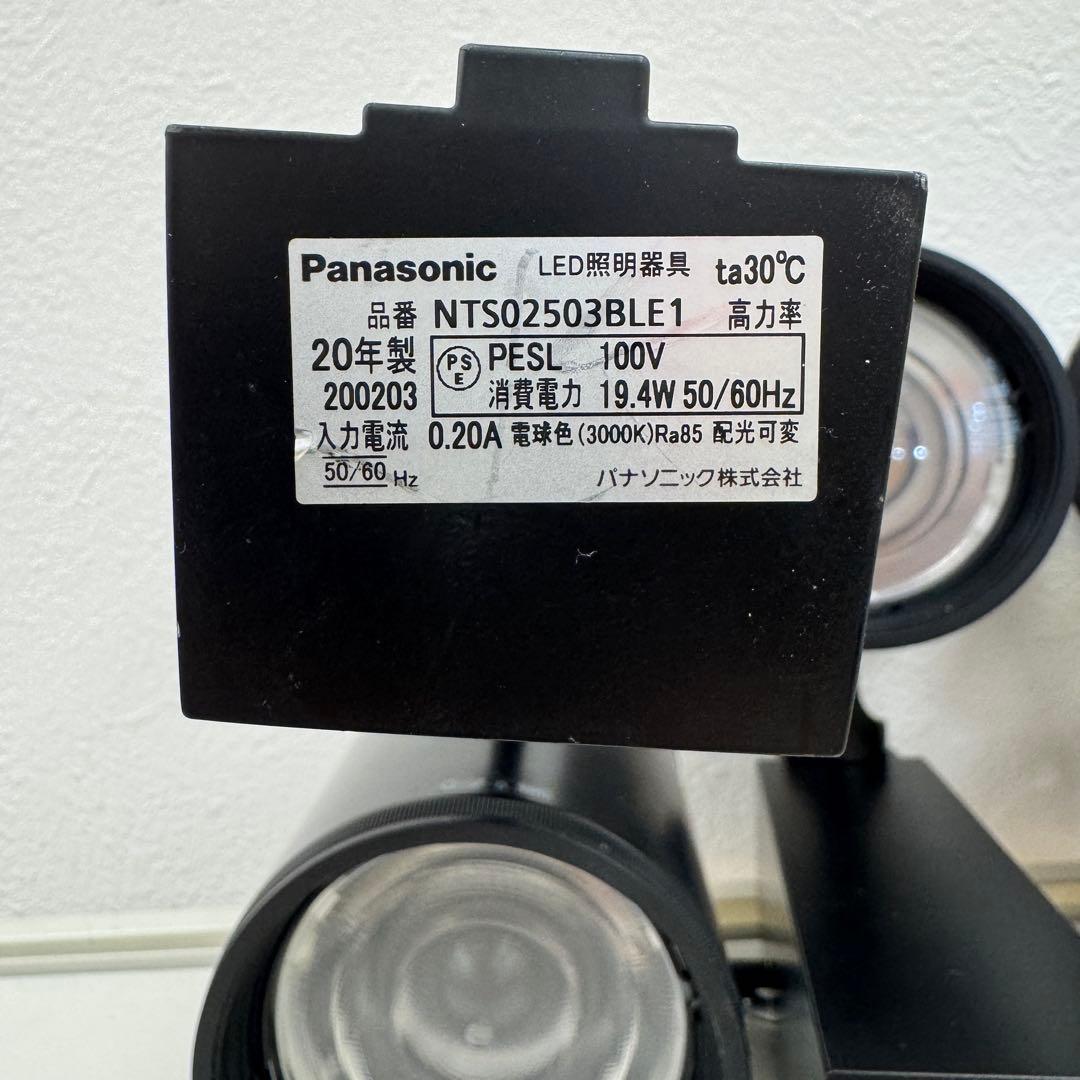 Panasonic LED照明器具 ta30℃
品番 NTS02503BLE1 高力率
20年製 PSE PESL 100V
200203 消費電力 19.4W 50/60Hz
入力電流 0.20A 電球色(3000K)Ra85 配光可変
50/60 Hz パナソニック株式会社